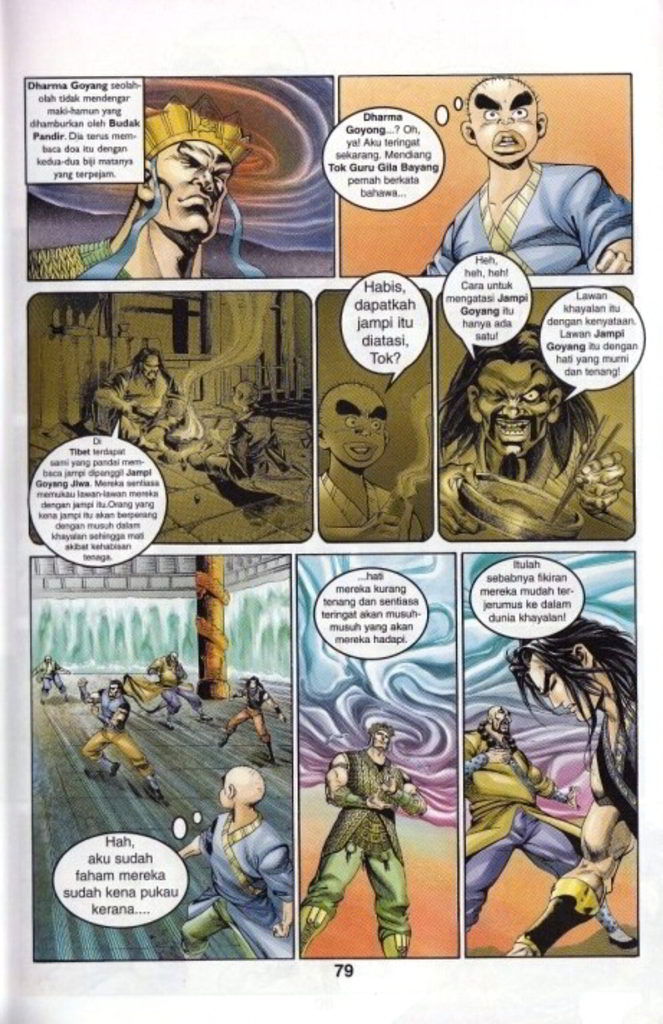 Dharma Goyang seolah-
olah tidak mendengar
maki-hamun yang
dihamburkan oleh Budak
Pandir. Dia terus mem-
baca doa itu dengan
kedua-dua biji matanya
yang terpejam.
Dharma
Goyong...? Oh,
ya! Aku teringat
sekarang. Mendiang
Tok Guru Gila Bayang
pernah berkata
bahawa...
Di
Tibet terdapat
sami yang pandai mem-
baca jampi dipanggil Jampi
Goyang Jiwa. Mereka sentiasa
memukau lawan-lawan mereka
dengan jampi itu.Orang yang
kena jampi itu akan berperang
dengan musuh dalam
khayalan sehingga mati
akibat kehabisan
tenaga.
Habis,
dapatkah
jampi itu
diatasi,
Tok?
Heh,
heh, heh!
Cara untuk
mengatasi Jampi
Goyang itu
hanya ada
satu!
Lawan
khayalan itu
dengan kenyataan.
Lawan Jampi
Goyang itu dengan
hati yang murni
dan tenang!
Hah,
aku sudah
faham mereka
sudah kena pukau
kerana....
...hati
mereka kurang
tenang dan sentiasa
teringat akan musuh-
musuh yang akan
mereka hadapi.
Itulah
sebabnya fikiran
mereka mudah ter-
jerumus ke dalam
dunia khayalan!
79